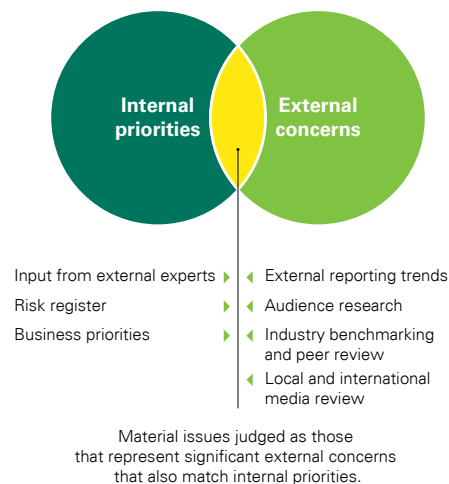 Internal
priorities
External
concerns
Input from external experts
Risk register
Business priorities
External reporting trends
Audience research
Industry benchmarking
and peer review
Local and international
media review
Material issues judged as those
that represent significant external concerns
that also match internal priorities.